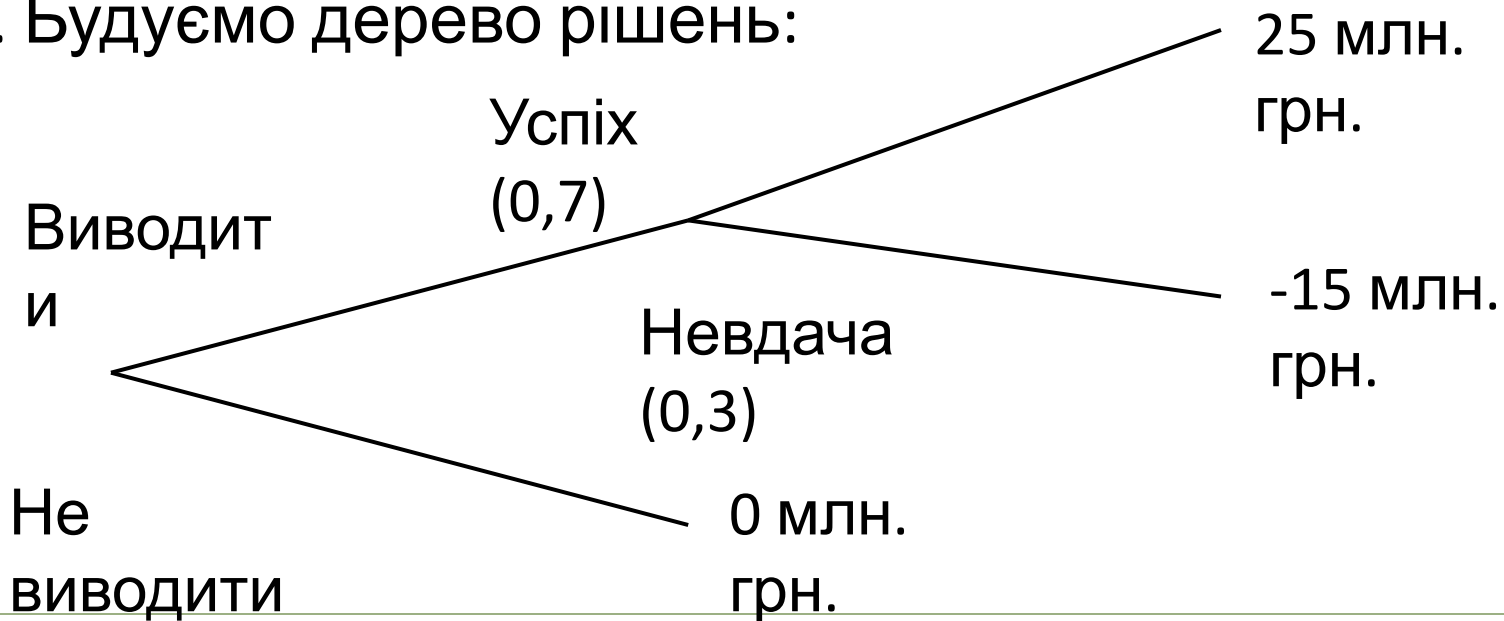 . Будуємо дерево рішень:
25 млн.
грн.
Успіх
(0,7)
Виводит
и
-15 млн.
грн.
Невдача
(0,3)
Не
виводити
0 млн.
грн.